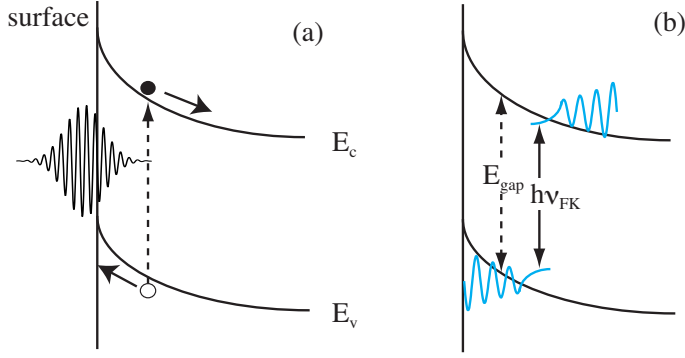 surface
(a)
E_c
E_v
(b)
E_gap
hν_FK